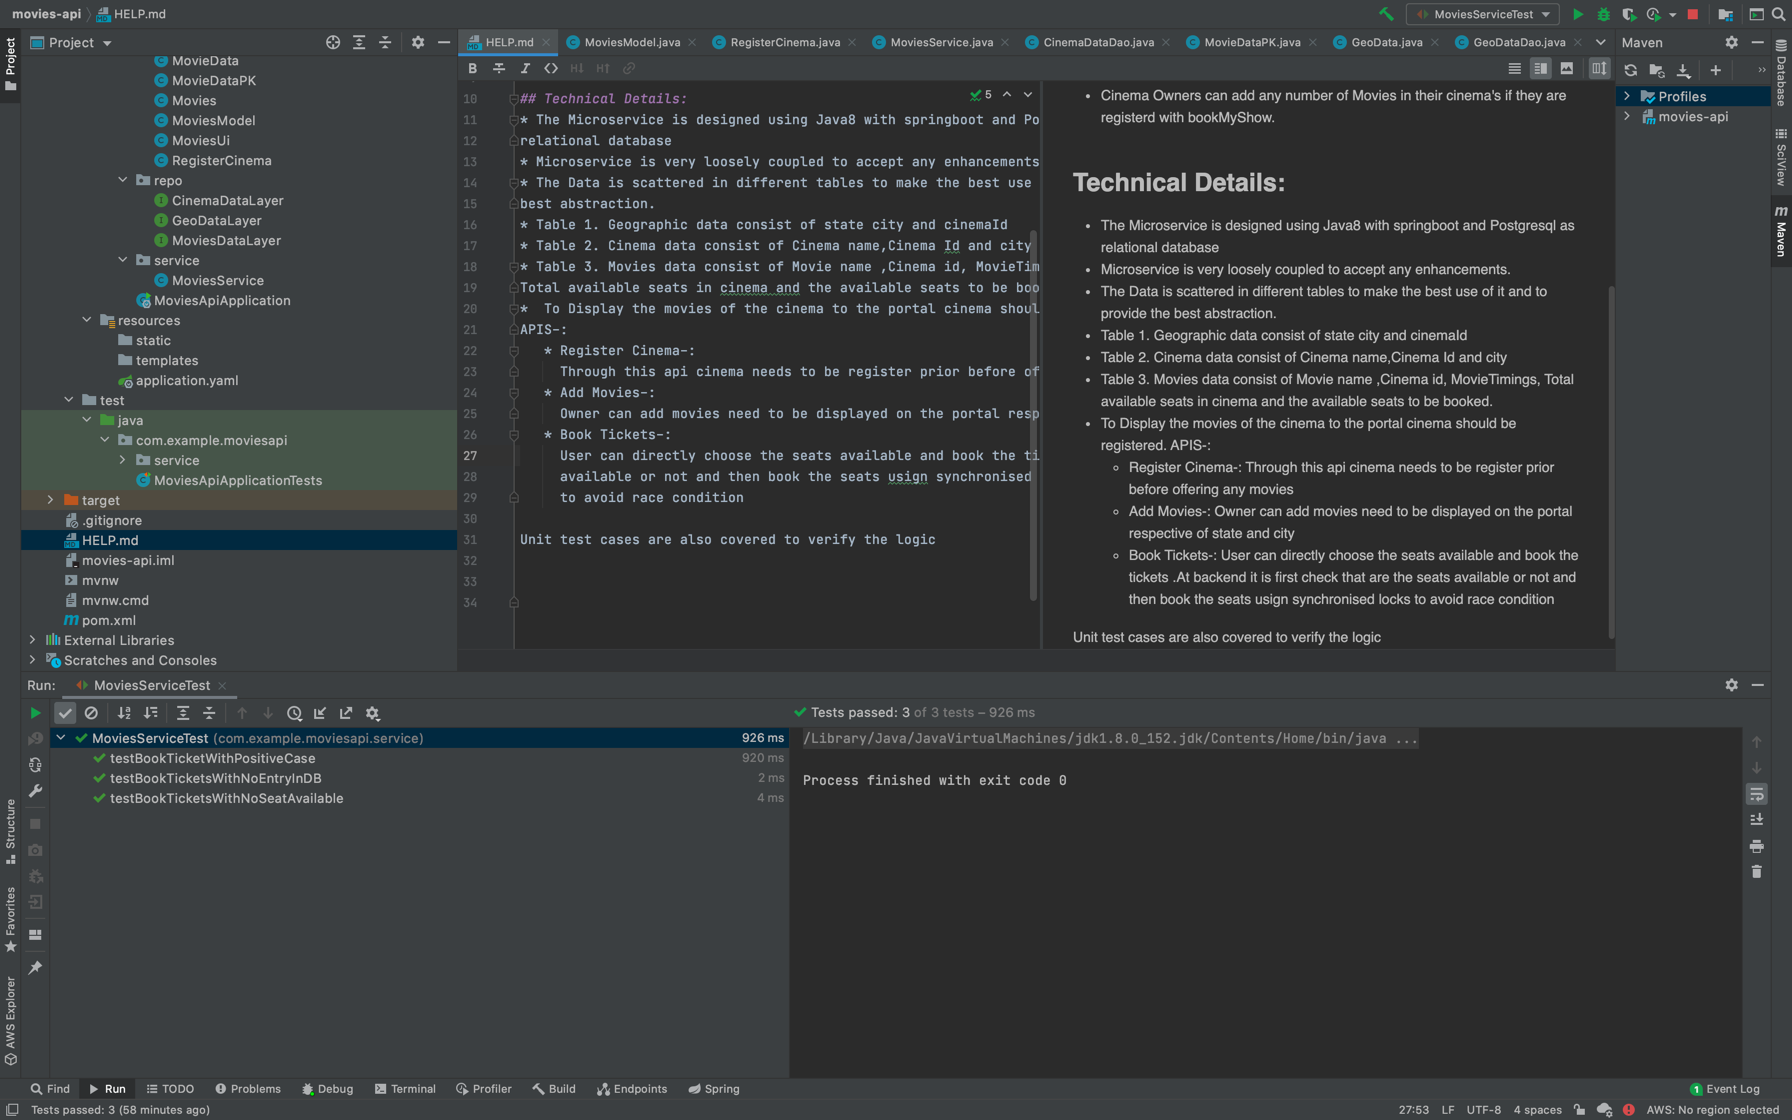 movies-api
HELP.md
MoviesServiceTest
Project
Project
HELP.md
MoviesModel.java
RegisterCinema.java
MoviesService.java
CinemaDataDao.java
MovieDataPK.java
GeoData.java
GeoDataDao.java
Maven
Database
SciView
Maven
Profiles
movies-api
MovieData
MovieDataPK
Movies
MoviesModel
MoviesUi
RegisterCinema
repo
CinemaDataLayer
GeoDataLayer
MoviesDataLayer
service
MoviesService
MoviesApiApplication
resources
static
templates
application.yaml
test
java
com.example.moviesapi
service
MoviesApiApplicationTests
target
.gitignore
HELP.md
movies-api.iml
mvnw
mvnw.cmd
pom.xml
External Libraries
Scratches and Consoles
B I <> H↓ H↑
5
10 ## Technical Details:
11 * The Microservice is designed using Java8 with springboot and Po
12 relational database
13 * Microservice is very loosely coupled to accept any enhancements
14 * The Data is scattered in different tables to make the best use
15 best abstraction.
16 * Table 1. Geographic data consist of state city and cinemaId
17 * Table 2. Cinema data consist of Cinema name,Cinema Id and city
18 * Table 3. Movies data consist of Movie name ,Cinema id, MovieTim
19 Total available seats in cinema and the available seats to be boo
20 *  To Display the movies of the cinema to the portal cinema shoul
21 APIS-:
22 * Register Cinema-:
23 Through this api cinema needs to be register prior before of
24 * Add Movies-:
25 Owner can add movies need to be displayed on the portal resp
26 * Book Tickets-:
27 User can directly choose the seats available and book the ti
28 available or not and then book the seats usign synchronised
29 to avoid race condition
30
31 Unit test cases are also covered to verify the logic
32
33
34
• Cinema Owners can add any number of Movies in their cinema's if they are
registerd with bookMyShow.
Technical Details:
• The Microservice is designed using Java8 with springboot and Postgresql as
relational database
• Microservice is very loosely coupled to accept any enhancements.
• The Data is scattered in different tables to make the best use of it and to
provide the best abstraction.
• Table 1. Geographic data consist of state city and cinemaId
• Table 2. Cinema data consist of Cinema name,Cinema Id and city
• Table 3. Movies data consist of Movie name ,Cinema id, MovieTimings, Total
available seats in cinema and the available seats to be booked.
• To Display the movies of the cinema to the portal cinema should be
registered. APIS-:
Register Cinema-: Through this api cinema needs to be register prior
before offering any movies
Add Movies-: Owner can add movies need to be displayed on the portal
respective of state and city
Book Tickets-: User can directly choose the seats available and book the
tickets .At backend it is first check that are the seats available or not and
then book the seats usign synchronised locks to avoid race condition
Unit test cases are also covered to verify the logic
Run: MoviesServiceTest
Tests passed: 3 of 3 tests – 926 ms
MoviesServiceTest (com.example.moviesapi.service) 926 ms
testBookTicketWithPositiveCase 920 ms
testBookTicketsWithNoEntryInDB 2 ms
testBookTicketsWithNoSeatAvailable 4 ms
/Library/Java/JavaVirtualMachines/jdk1.8.0_152.jdk/Contents/Home/bin/java ...
Process finished with exit code 0
Structure
Favorites
AWS Explorer
Find
Run
TODO
Problems
Debug
Terminal
Profiler
Build
Endpoints
Spring
1 Event Log
Tests passed: 3 (58 minutes ago)
27:53 LF UTF-8 4 spaces AWS: No region selected